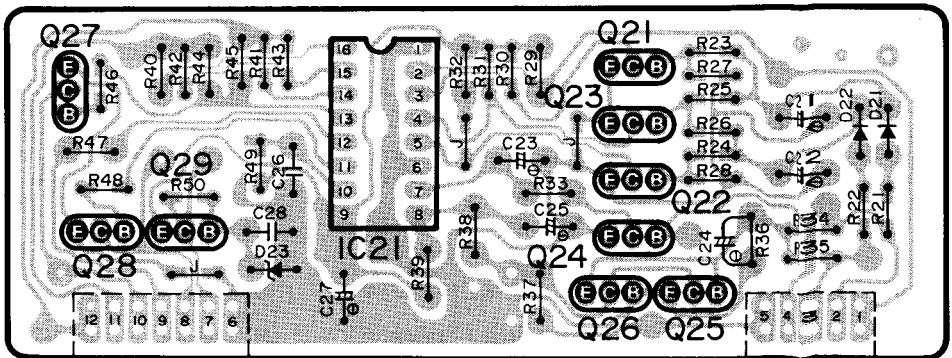 Q27
E
C
B
R46
R40
R42
R44
R45
R41
R43
16
15
14
13
12
11
10
9
1
2
3
4
5
6
7
8
IC21
R32
R31
R30
R29
J
J
Q21
E C B
Q23
E C B
E C B
Q22
E C B
Q24
E C B
Q26
E C B
Q25
R23
R27
R25
R26
R24
R28
D22
D21
R22
R21
R36
C24
R35
C23
R33
C25
R38
R37
R39
C27
R47
R48
Q29
R50
R49
C26
C28
D23
E C B
E C B
Q28
J
12 11 10 9 8 7 6
5 4 3 2 1